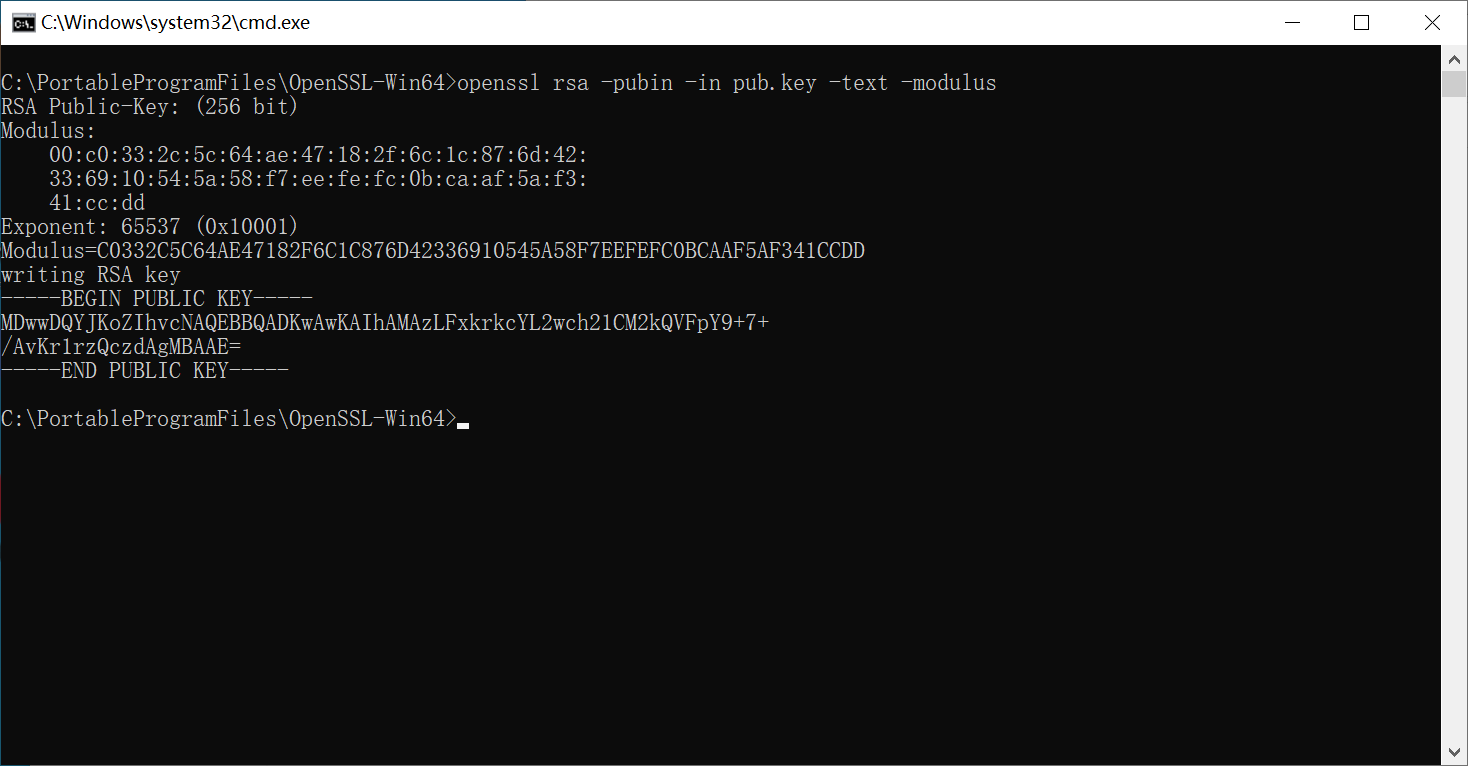 C:\Windows\system32\cmd.exe
C:\PortableProgramFiles\OpenSSL-Win64>openssl rsa -pubin -in pub.key -text -modulus
RSA Public-Key: (256 bit)
Modulus:
    00:c0:33:2c:5c:64:ae:47:18:2f:6c:1c:87:6d:42:
    33:69:10:54:5a:58:f7:ee:fe:fc:0b:ca:af:5a:f3:
    41:cc:dd
Exponent: 65537 (0x10001)
Modulus=C0332C5C64AE47182F6C1C876D42336910545A58F7EEFEFC0BCAAF5AF341CCDD
writing RSA key
-----BEGIN PUBLIC KEY-----
MDwwDQYJKoZIhvcNAQEBBQADKwAwKAIhAMAzLFxkrkcYL2wch21CM2kQVFpY9+7+
/AvKr1rzQczdAgMBAAE=
-----END PUBLIC KEY-----
C:\PortableProgramFiles\OpenSSL-Win64>